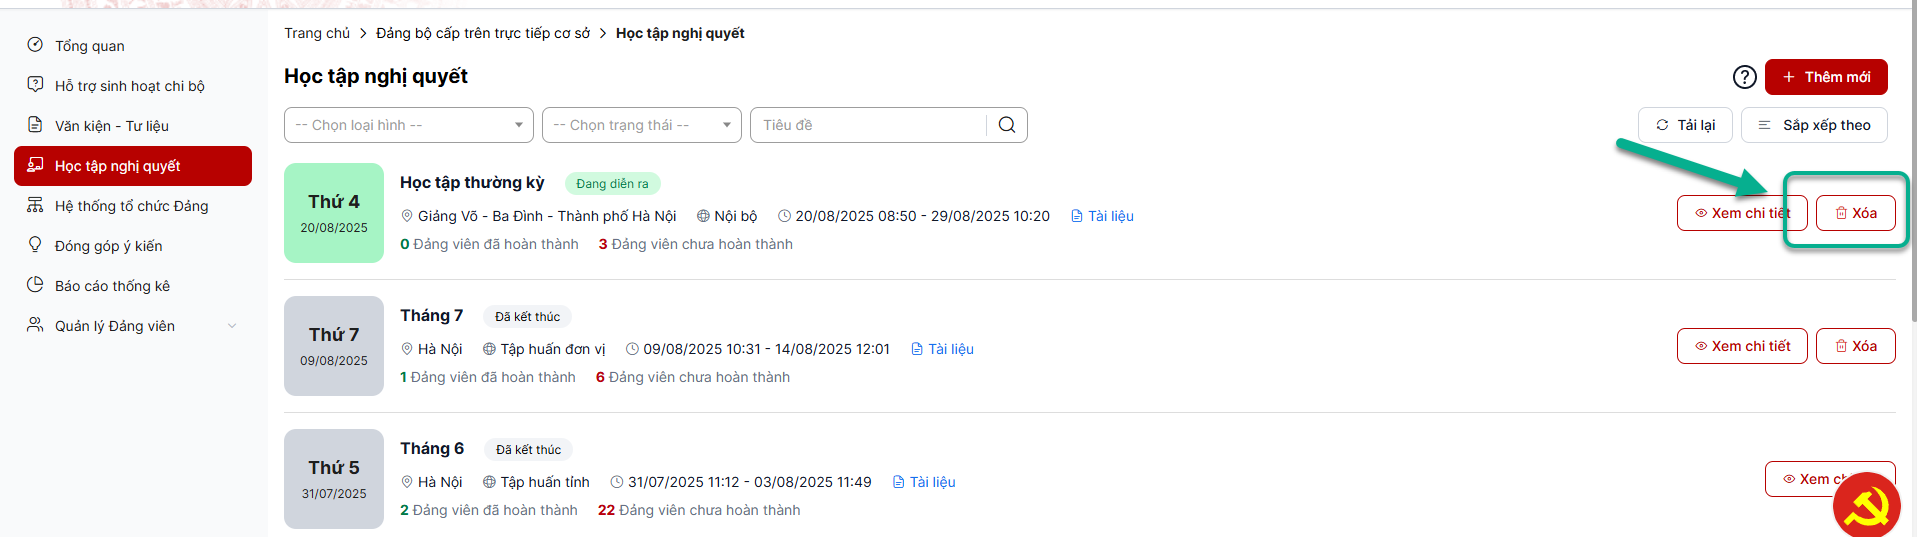 Trang chủ > Đảng bộ cấp trên trực tiếp cơ sở > Học tập nghị quyết
Tổng quan
Hỗ trợ sinh hoạt chi bộ
Văn kiện - Tư liệu
Học tập nghị quyết
Hệ thống tổ chức Đảng
Đóng góp ý kiến
Báo cáo thống kê
Quản lý Đảng viên
Học tập nghị quyết
? + Thêm mới
-- Chọn loại hình -- -- Chọn trạng thái -- Tiêu đề Tải lại Sắp xếp theo
Thứ 4
20/08/2025
Học tập thường kỳ Đang diễn ra
Giảng Võ - Ba Đình - Thành phố Hà Nội Nội bộ 20/08/2025 08:50 - 29/08/2025 10:20 Tài liệu
0 Đảng viên đã hoàn thành 3 Đảng viên chưa hoàn thành
Xem chi tiết Xóa
Thứ 7
09/08/2025
Tháng 7 Đã kết thúc
Hà Nội Tập huấn đơn vị 09/08/2025 10:31 - 14/08/2025 12:01 Tài liệu
1 Đảng viên đã hoàn thành 6 Đảng viên chưa hoàn thành
Xem chi tiết Xóa
Thứ 5
31/07/2025
Tháng 6 Đã kết thúc
Hà Nội Tập huấn tỉnh 31/07/2025 11:12 - 03/08/2025 11:49 Tài liệu
2 Đảng viên đã hoàn thành 22 Đảng viên chưa hoàn thành
Xem